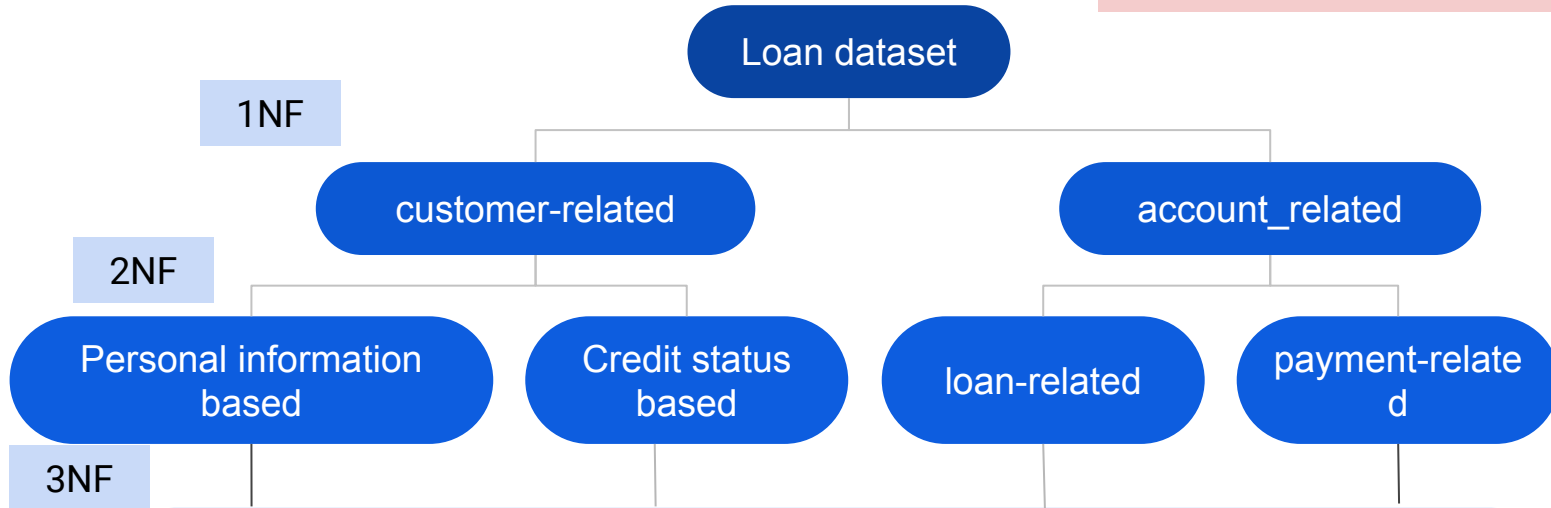 Loan dataset
1NF
customer-related
account_related
2NF
Personal information
based
Credit status
based
loan-related
payment-relate
d
3NF